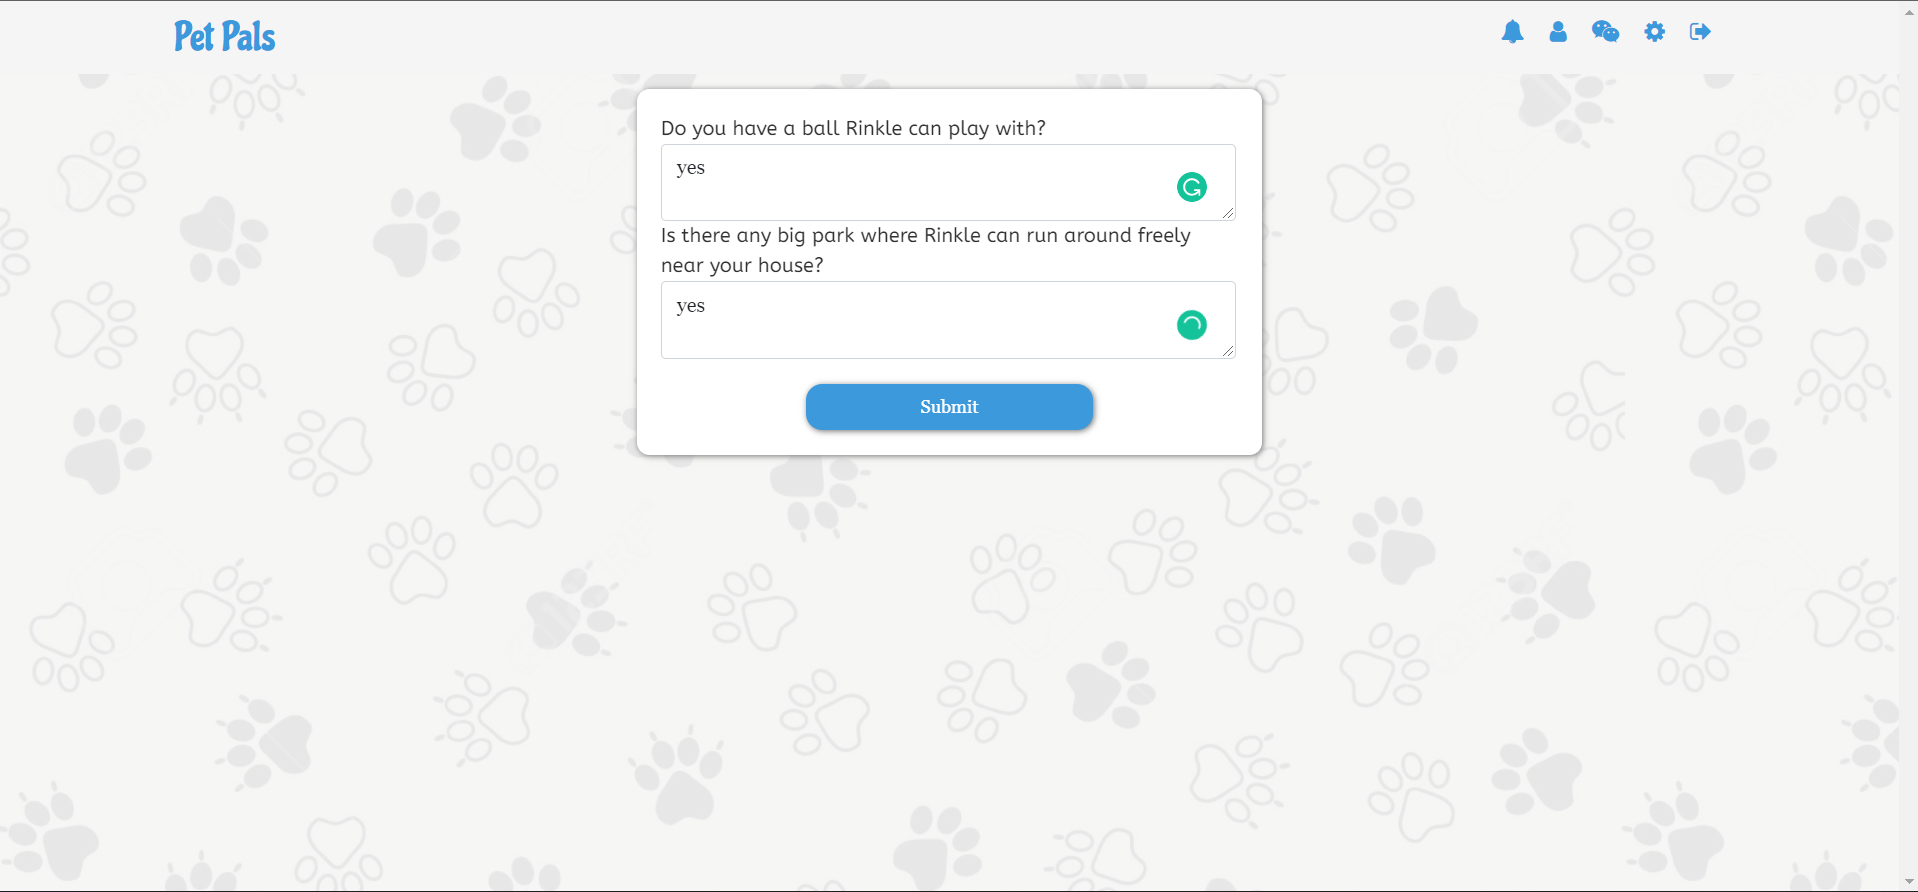 Pet Pals
Do you have a ball Rinkle can play with?
yes
Is there any big park where Rinkle can run around freely
near your house?
yes
Submit